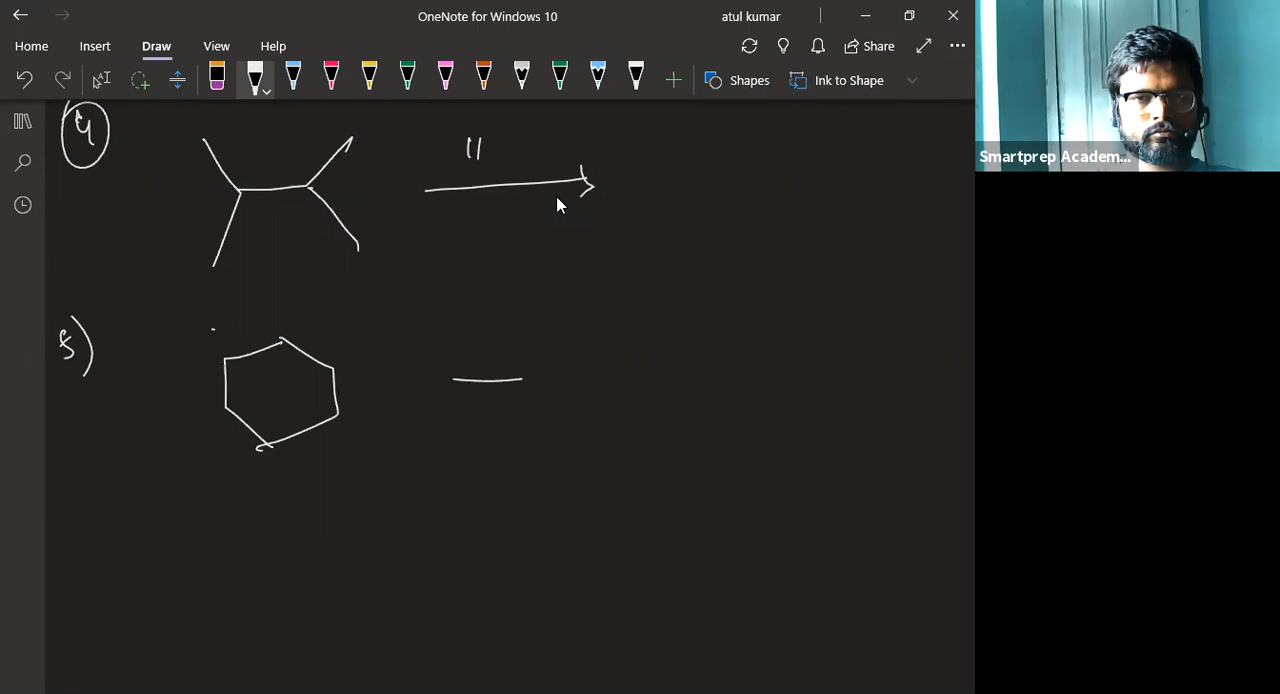 OneNote for Windows 10
atul kumar
Home Insert Draw View Help
Share
Shapes
Ink to Shape
Smartprep Academ...
4
"
5)